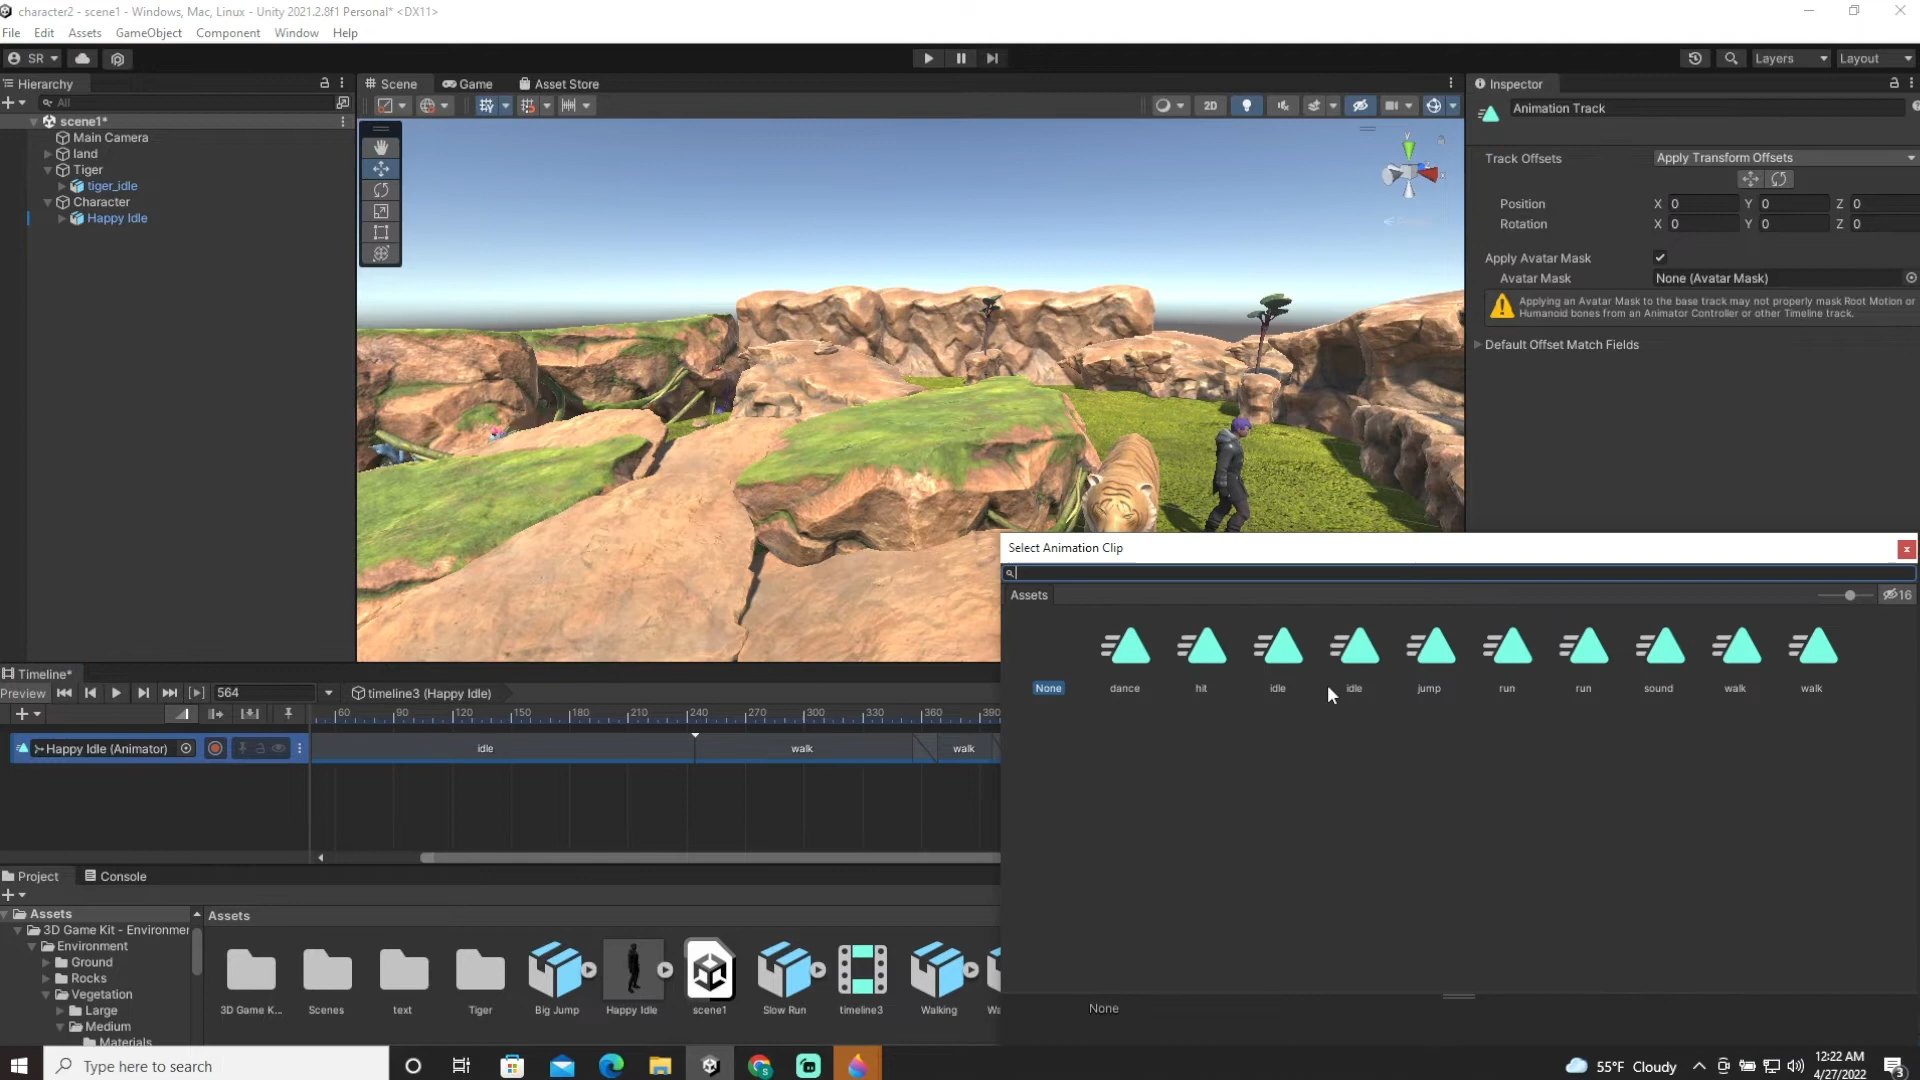 character2 - scene1 - Windows, Mac, Linux - Unity 2021.2.8f1 Personal* <DX11>
File Edit Assets GameObject Component Window Help
SR Layers Layout
Hierarchy
All
scene1*
Main Camera
land
Tiger
tiger_idle
Character
Happy Idle
Scene Game Asset Store
2D
y
Inspector
Animation Track
Track Offsets Apply Transform Offsets
Position X 0 Y 0 Z 0
Rotation X 0 Y 0 Z 0
Apply Avatar Mask
Avatar Mask None (Avatar Mask)
Applying an Avatar Mask to the base track may not properly mask Root Motion or
Humanoid bones from an Animator Controller or other Timeline track.
Default Offset Match Fields
Select Animation Clip
x
Assets
16
None dance hit idle idle jump run run sound walk walk
None
Timeline*
Preview 564 timeline3 (Happy Idle)
60 90 120 150 180 210 240 270 300 330 360 390
Happy Idle (Animator) idle walk walk
Project Console
Assets
3D Game Kit - Environmer
Environment
Ground
Rocks
Vegetation
Large
Medium
Materials
Assets
3D Game K... Scenes text Tiger Big Jump Happy Idle scene1 Slow Run timeline3 Walking Wa
Type here to search
55°F Cloudy
12:22 AM
4/27/2022
3